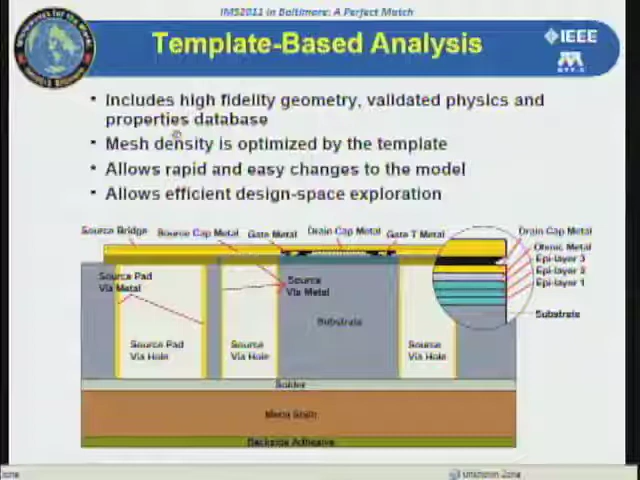 IMS2011 in Baltimore: A Perfect Match
Template-Based Analysis
IEEE
MTT-S
• Includes high fidelity geometry, validated physics and
properties database
• Mesh density is optimized by the template
• Allows rapid and easy changes to the model
• Allows efficient design-space exploration
Source Bridge
Source Cap Metal
Gate Metal
Drain Cap Metal
Gate T Metal
Drain Cap Metal
Ohmic Metal
Epi-layer 3
Epi-layer 2
Epi-layer 1
Substrate
Source Pad
Via Metal
Source
Via Metal
Substrate
Source Pad
Via Hole
Source
Via Hole
Source
Via Hole
Solder
Backside Adhesive
Unknown Zone